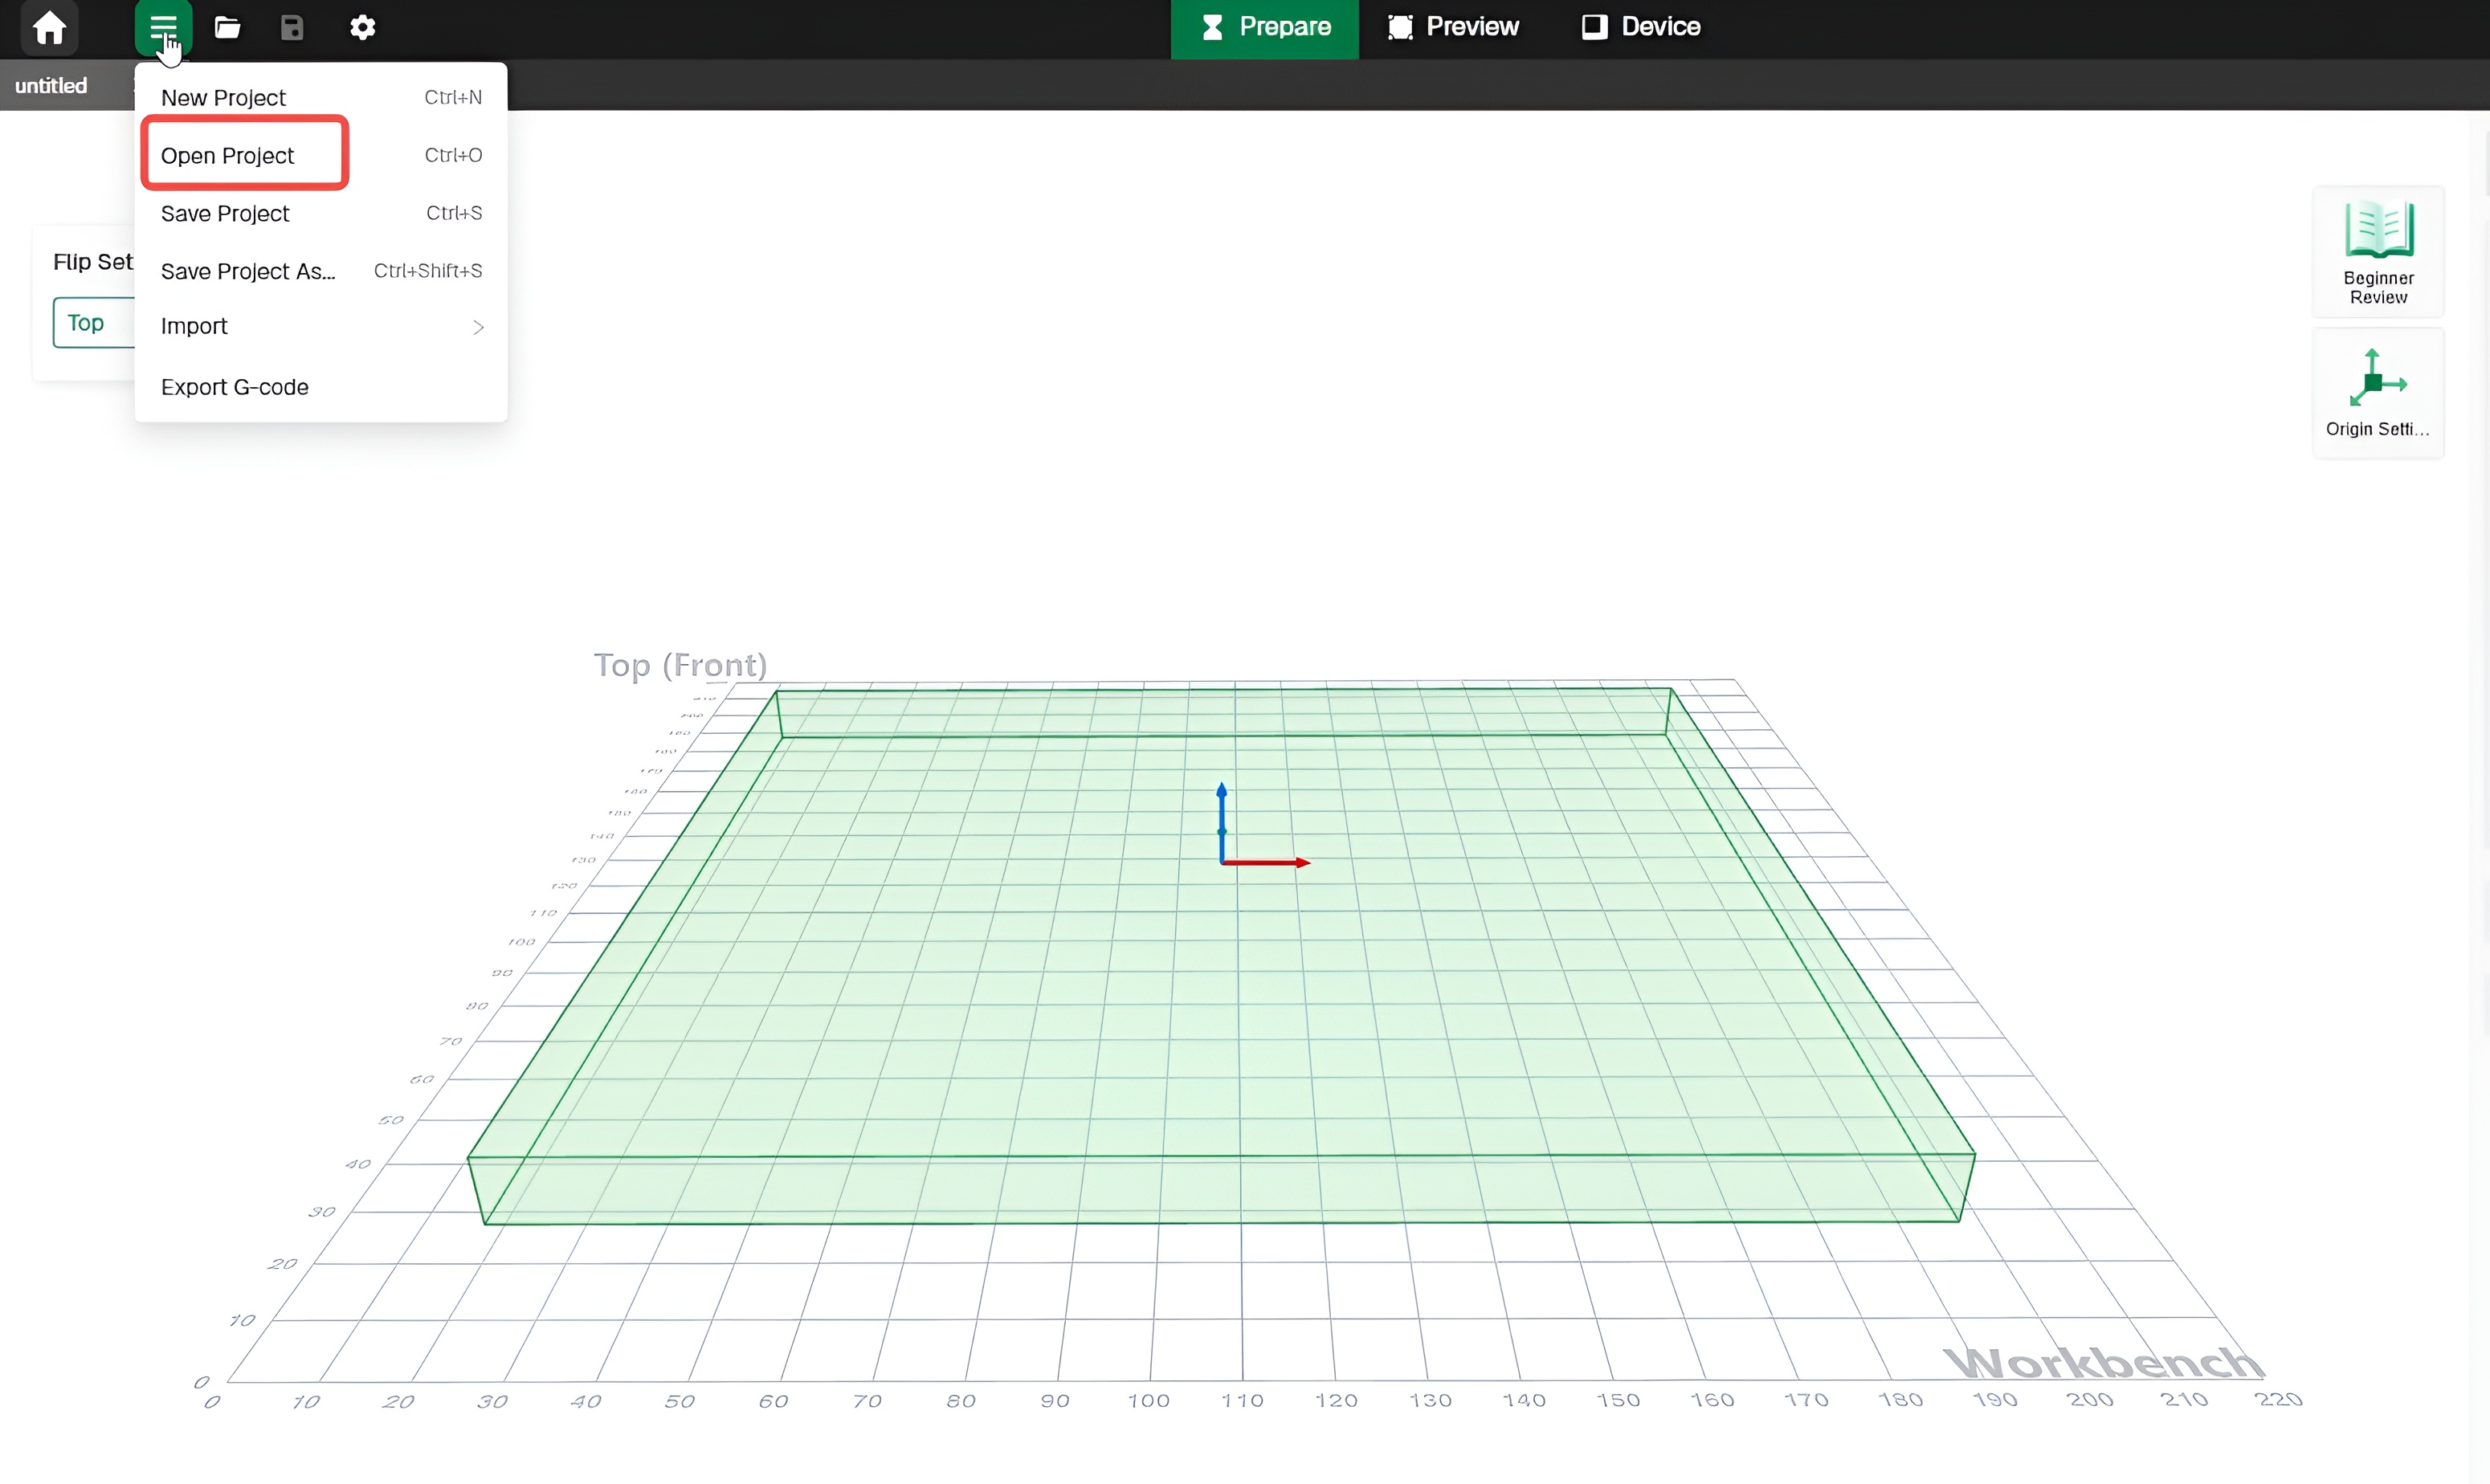 Prepare
Preview
Device
untitled
New Project Ctrl+N
Open Project Ctrl+O
Save Project Ctrl+S
Save Project As... Ctrl+Shift+S
Import
Export G-code
Flip Set
Top
Beginner
Review
Origin Setti...
Top (Front)
130
120
110
100
90
80
70
60
50
40
30
20
10
0
0 10 20 30 40 50 60 70 80 90 100 110 120 130 140 150 160 170 180 190 200 210 220
Workbench